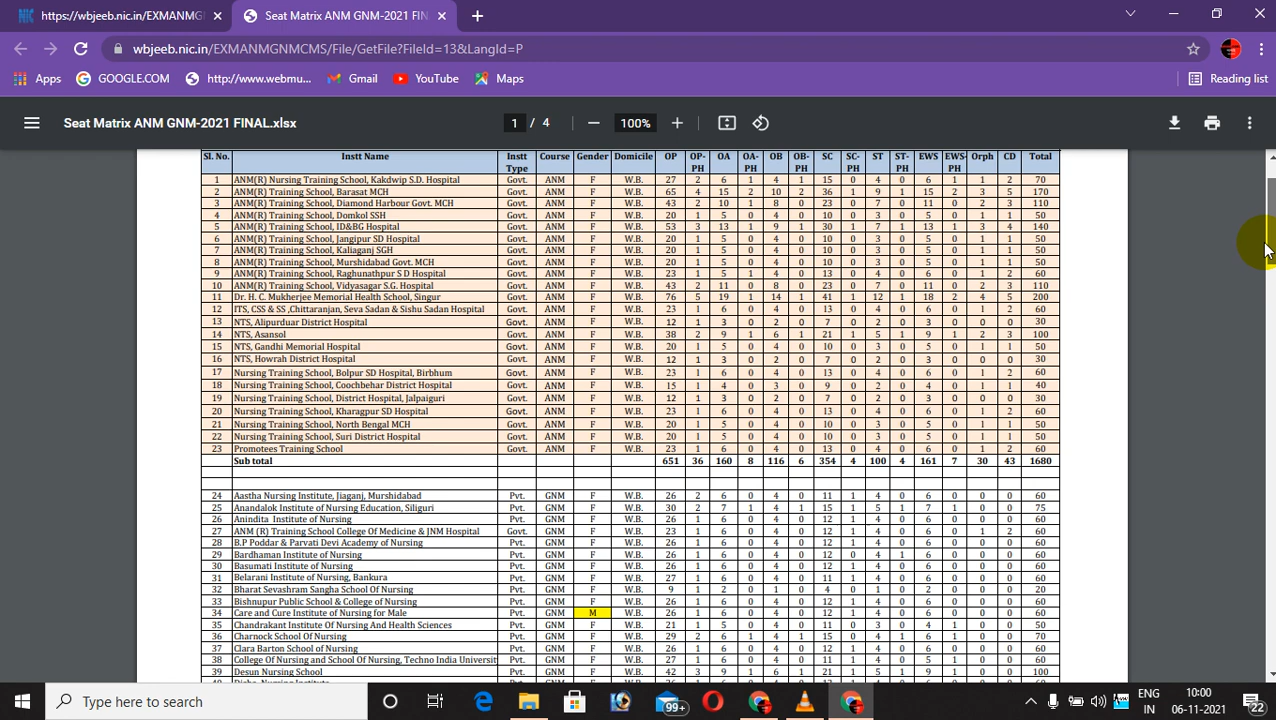 https://wbjeeb.nic.in/EXMANMG
Seat Matrix ANM GNM-2021 FIN
wbjeeb.nic.in/EXMANMGNMCMS/File/GetFile?FileId=13&LangId=P
Apps GOOGLE.COM http://www.webmu... Gmail YouTube Maps Reading list
Seat Matrix ANM GNM-2021 FINAL.xlsx 1 / 4 100%
Sl. No. Instt Name Instt Type Course Gender Domicile OP OP-PH OA OA-PH OB OB-PH SC SC-PH ST ST-PH EWS EWS-PH Orph CD Total
1 ANM(R) Nursing Training School, Kakdwip S.D. Hospital Govt. ANM F W.B. 27 2 6 1 4 1 15 0 4 0 6 1 1 2 70
2 ANM(R) Training School, Barasat MCH Govt. ANM F W.B. 65 4 15 2 10 2 36 1 9 1 15 2 3 5 170
3 ANM(R) Training School, Diamond Harbour Govt. MCH Govt. ANM F W.B. 43 2 10 1 8 0 23 0 7 0 11 0 2 3 110
4 ANM(R) Training School, Domkol SSH Govt. ANM F W.B. 20 1 5 0 4 0 10 0 3 0 5 0 1 1 50
5 ANM(R) Training School, ID&BG Hospital Govt. ANM F W.B. 53 3 13 1 9 1 30 1 8 0 13 1 3 4 140
6 ANM(R) Training School, Jangipur SD Hospital Govt. ANM F W.B. 20 1 5 0 4 0 10 0 3 0 5 0 1 1 50
7 ANM(R) Training School, Kaliaganj SGH Govt. ANM F W.B. 20 1 5 0 4 0 10 0 3 0 5 0 1 1 50
8 ANM(R) Training School, Murshidabad Govt. MCH Govt. ANM F W.B. 20 1 5 0 4 0 10 0 3 0 5 0 1 1 50
9 ANM(R) Training School, Raghunathpur S D Hospital Govt. ANM F W.B. 23 1 5 1 4 0 13 0 4 0 6 0 1 2 60
10 ANM(R) Training School, Vidyasagar S.G. Hospital Govt. ANM F W.B. 43 2 11 0 8 0 23 0 7 0 11 0 2 3 110
11 Dr. H. C. Mukherjee Memorial Health School, Singur Govt. ANM F W.B. 76 5 19 1 14 1 41 1 12 1 18 2 4 5 200
12 ITS, CSS & SS ,Chittaranjan, Seva Sadan & Sishu Sadan Hospital Govt. ANM F W.B. 23 1 6 0 4 0 13 0 4 0 6 0 1 2 60
13 NTS, Alipurduar District Hospital Govt. ANM F W.B. 12 1 3 0 2 0 7 0 2 0 3 0 0 0 30
14 NTS, Asansol Govt. ANM F W.B. 38 2 9 1 6 1 21 1 5 1 9 1 2 3 100
15 NTS, Gandhi Memorial Hospital Govt. ANM F W.B. 20 1 5 0 4 0 10 0 3 0 5 0 1 1 50
16 NTS, Howrah District Hospital Govt. ANM F W.B. 12 1 3 0 2 0 7 0 2 0 3 0 0 0 30
17 Nursing Training School, Bolpur SD Hospital, Birbhum Govt. ANM F W.B. 23 1 6 0 4 0 13 0 4 0 6 0 1 2 60
18 Nursing Training School, Coochbehar District Hospital Govt. ANM F W.B. 15 1 4 0 3 0 9 0 2 0 4 0 1 1 40
19 Nursing Training School, District Hospital, Jalpaiguri Govt. ANM F W.B. 12 1 3 0 2 0 7 0 2 0 3 0 0 0 30
20 Nursing Training School, Kharagpur SD Hospital Govt. ANM F W.B. 23 1 6 0 4 0 13 0 4 0 6 0 1 2 60
21 Nursing Training School, North Bengal MCH Govt. ANM F W.B. 20 1 5 0 4 0 10 0 3 0 5 0 1 1 50
22 Nursing Training School, Suri District Hospital Govt. ANM F W.B. 20 1 5 0 4 0 10 0 3 0 5 0 1 1 50
23 Promotees Training School Govt. ANM F W.B. 23 1 6 0 4 0 13 0 4 0 6 0 1 2 60
Sub total 651 36 160 8 116 6 354 4 100 4 161 7 30 43 1680
24 Aastha Nursing Institute, Jiaganj, Murshidabad Pvt. GNM F W.B. 26 2 6 0 4 0 11 1 4 0 6 0 0 0 60
25 Anandalok Institute of Nursing Education, Siliguri Pvt. GNM F W.B. 30 2 7 1 4 1 15 1 5 1 7 1 0 0 75
26 Anindita Institute of Nursing Pvt. GNM F W.B. 26 1 6 0 4 0 12 1 4 0 6 0 0 0 60
27 ANM (R) Training School College Of Medicine & JNM Hospital Govt. GNM F W.B. 23 1 6 0 4 0 12 1 4 0 6 0 1 2 60
28 B.P Poddar & Parvati Devi Academy of Nursing Pvt. GNM F W.B. 26 1 6 0 4 0 12 1 4 0 6 0 0 0 60
29 Bardhaman Institute of Nursing Pvt. GNM F W.B. 26 1 6 0 4 0 12 0 4 1 6 0 0 0 60
30 Basumati Institute of Nursing Pvt. GNM F W.B. 26 1 6 0 4 0 12 1 4 0 6 0 0 0 60
31 Belarani Institute of Nursing, Bankura Pvt. GNM F W.B. 27 1 6 0 4 0 11 1 4 0 6 0 0 0 60
32 Bharat Sevashram Sangha School Of Nursing Pvt. GNM F W.B. 9 1 2 0 1 0 4 0 1 0 2 0 0 0 20
33 Bishnupur Public School & College of Nursing Pvt. GNM F W.B. 26 1 6 0 4 0 12 1 4 0 6 0 0 0 60
34 Care and Cure Institute of Nursing for Male Pvt. GNM M W.B. 26 1 6 0 4 0 12 1 4 0 6 0 0 0 60
35 Chandrakant Institute Of Nursing And Health Sciences Pvt. GNM F W.B. 21 1 5 0 4 0 11 0 3 0 4 1 0 0 50
36 Charnock School Of Nursing Pvt. GNM F W.B. 29 2 6 1 4 1 15 0 4 1 6 1 0 0 70
37 Clara Barton School of Nursing Pvt. GNM F W.B. 26 1 6 0 4 0 12 1 4 0 6 0 0 0 60
38 College Of Nursing and School Of Nursing, Techno India Universit Pvt. GNM F W.B. 27 1 6 0 4 0 11 1 4 0 5 1 0 0 60
39 Desun Nursing School Pvt. GNM F W.B. 42 3 9 1 6 1 21 1 5 1 9 1 0 0 100
Type here to search 99+ ENG IN 10:00 06-11-2021 22